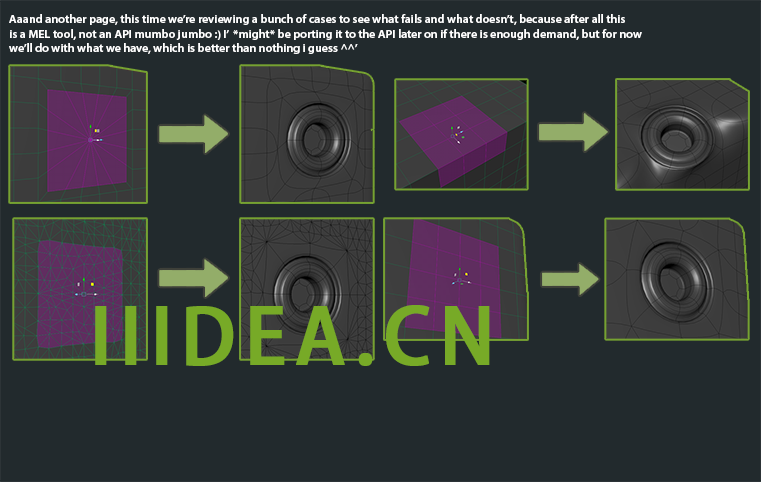 Aaand another page, this time we're reviewing a bunch of cases to see what fails and what doesn't, because after all this
is a MEL tool, not an API mumbo jumbo :) I' *might* be porting it to the API later on if there is enough demand, but for now
we'll do with what we have, which is better than nothing i guess ^^'
IIIDEA.CN